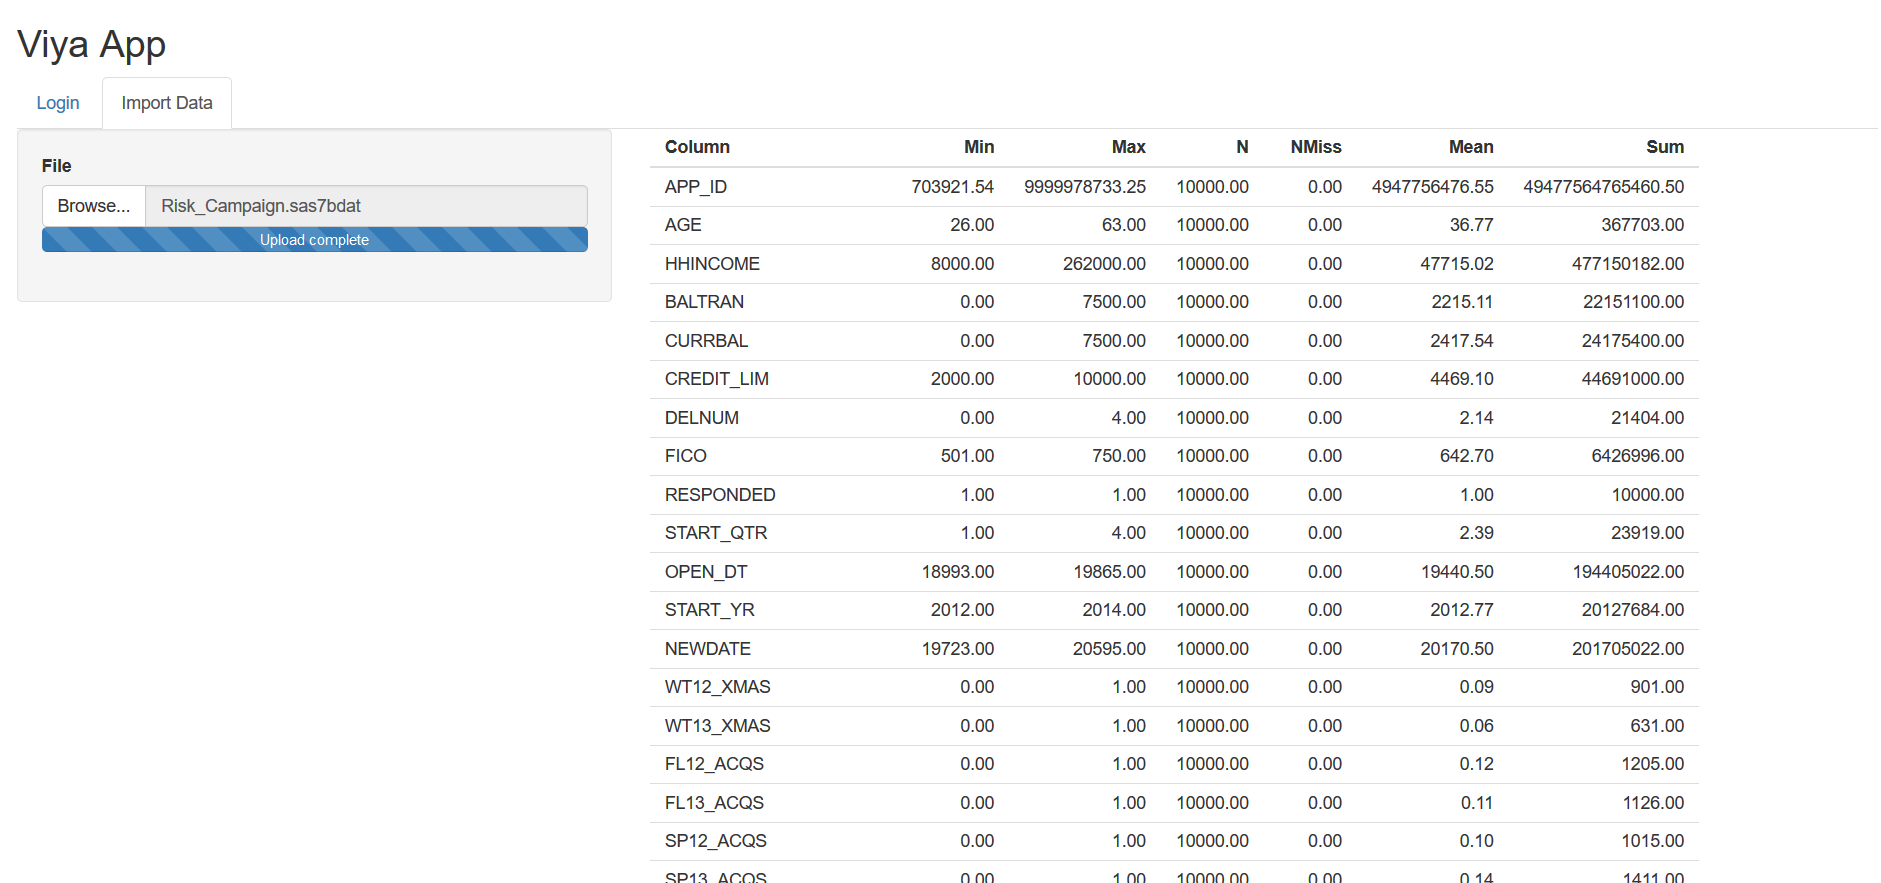 Viya App
Login Import Data
File
Browse... Risk_Campaign.sas7bdat
Upload complete
Column Min Max N NMiss Mean Sum
APP_ID 703921.54 9999978733.25 10000.00 0.00 4947756476.55 49477564765460.50
AGE 26.00 63.00 10000.00 0.00 36.77 367703.00
HHINCOME 8000.00 262000.00 10000.00 0.00 47715.02 477150182.00
BALTRAN 0.00 7500.00 10000.00 0.00 2215.11 22151100.00
CURRBAL 0.00 7500.00 10000.00 0.00 2417.54 24175400.00
CREDIT_LIM 2000.00 10000.00 10000.00 0.00 4469.10 44691000.00
DELNUM 0.00 4.00 10000.00 0.00 2.14 21404.00
FICO 501.00 750.00 10000.00 0.00 642.70 6426996.00
RESPONDED 1.00 1.00 10000.00 0.00 1.00 10000.00
START_QTR 1.00 4.00 10000.00 0.00 2.39 23919.00
OPEN_DT 18993.00 19865.00 10000.00 0.00 19440.50 194405022.00
START_YR 2012.00 2014.00 10000.00 0.00 2012.77 20127684.00
NEWDATE 19723.00 20595.00 10000.00 0.00 20170.50 201705022.00
WT12_XMAS 0.00 1.00 10000.00 0.00 0.09 901.00
WT13_XMAS 0.00 1.00 10000.00 0.00 0.06 631.00
FL12_ACQS 0.00 1.00 10000.00 0.00 0.12 1205.00
FL13_ACQS 0.00 1.00 10000.00 0.00 0.11 1126.00
SP12_ACQS 0.00 1.00 10000.00 0.00 0.10 1015.00
SP13_ACQS 0.00 1.00 10000.00 0.00 0.14 1411.00